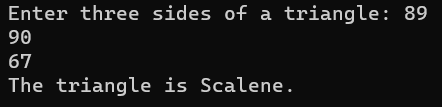 Enter three sides of a triangle: 89
90
67
The triangle is Scalene.